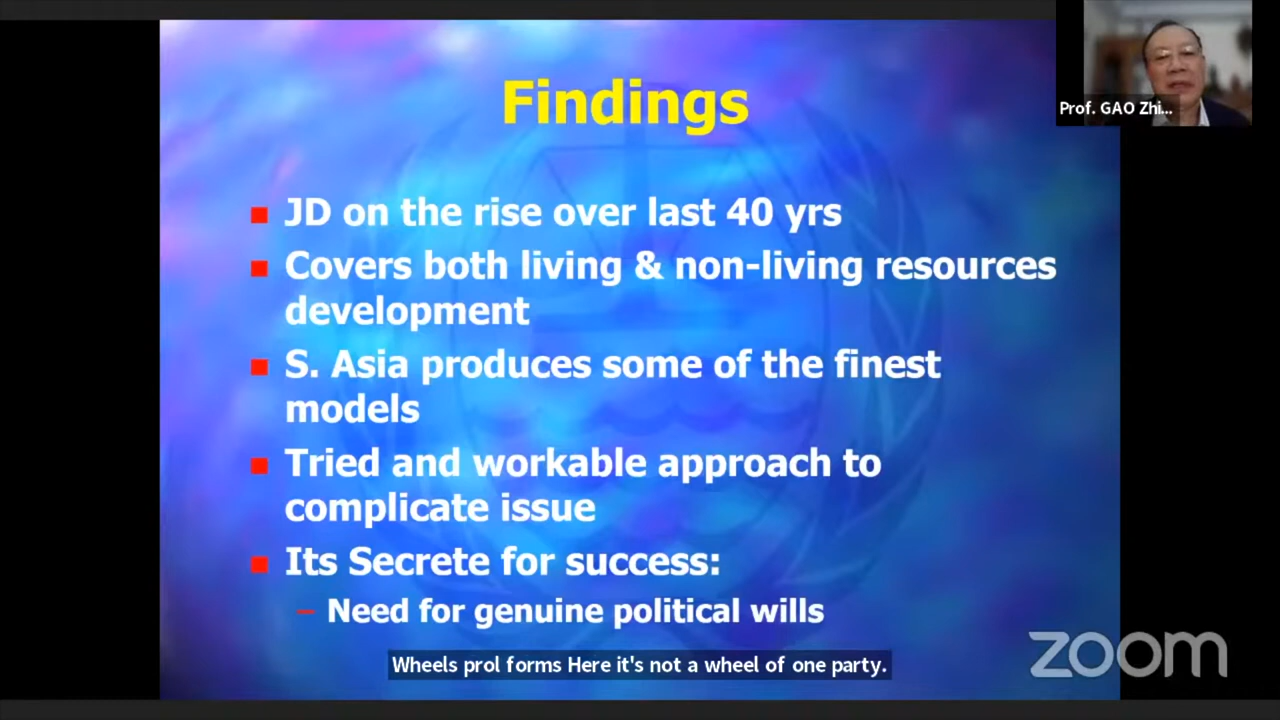 Findings
Prof. GAO Zhi...
JD on the rise over last 40 yrs
Covers both living & non-living resources
development
S. Asia produces some of the finest
models
Tried and workable approach to
complicate issue
Its Secrete for success:
– Need for genuine political wills
Wheels prol forms Here it's not a wheel of one party.
zoom